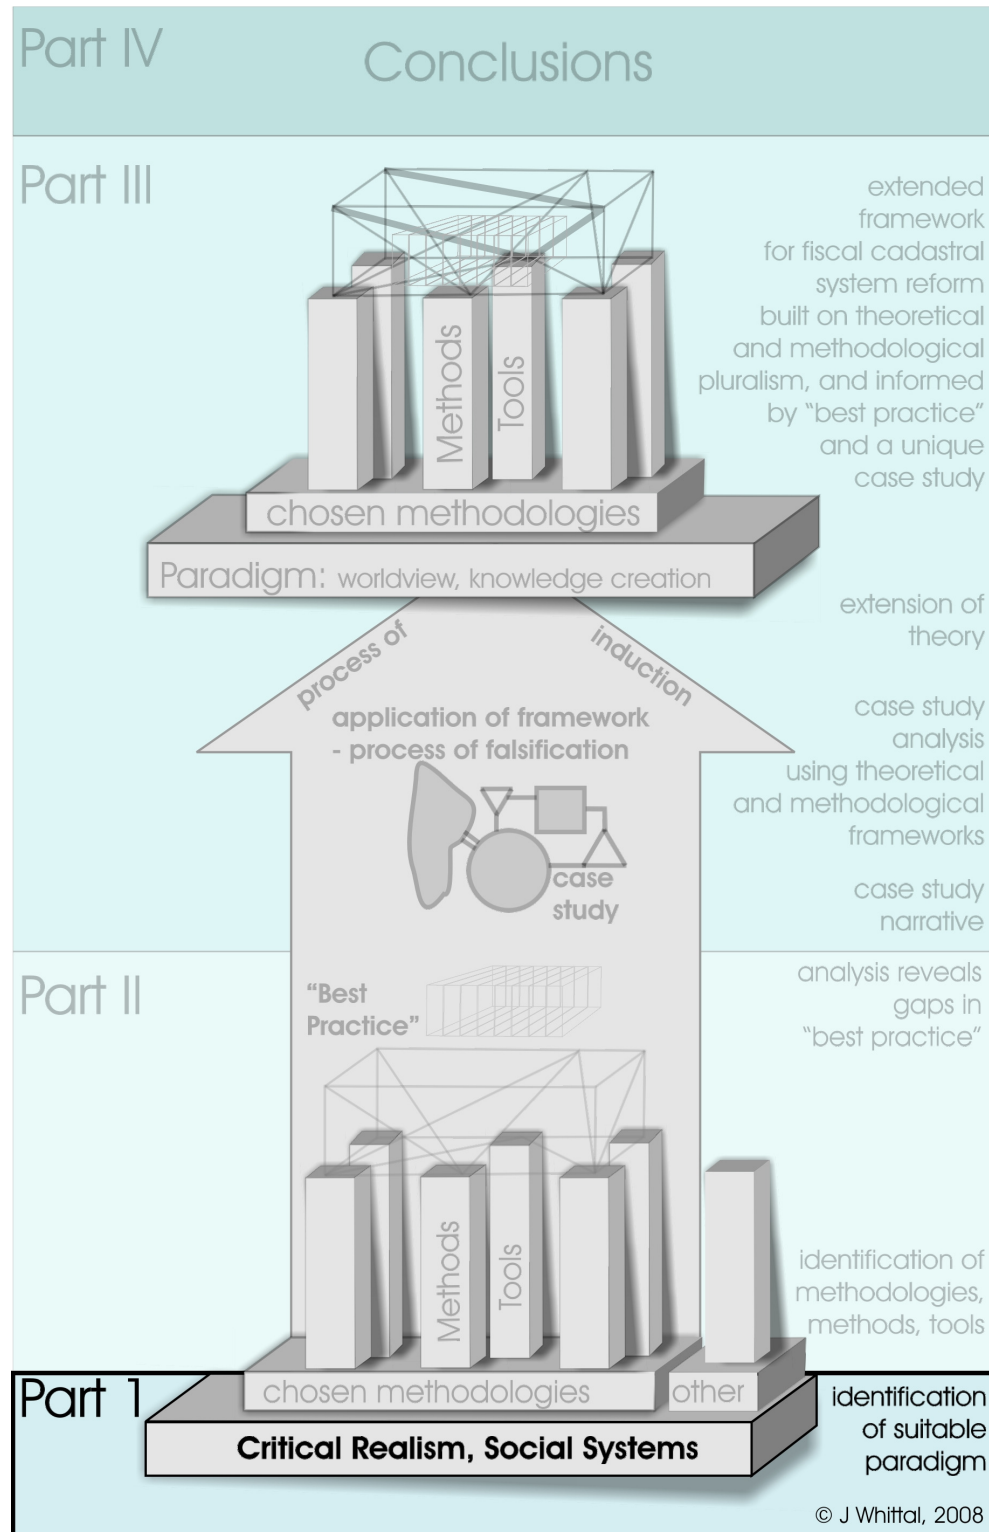 Part IV
Conclusions
Part III
extended
framework
for fiscal cadastral
system reform
built on theoretical
and methodological
pluralism, and informed
by “best practice”
and a unique
case study
Methods
Tools
chosen methodologies
Paradigm: worldview, knowledge creation
extension of
theory
process of
induction
application of framework
- process of falsification
case study
analysis
using theoretical
and methodological
frameworks
case
study
case study
narrative
Part II
analysis reveals
gaps in
“best practice”
“Best
Practice”
Methods
Tools
identification of
methodologies,
methods, tools
Part 1
chosen methodologies
other
identification
of suitable
paradigm
Critical Realism, Social Systems
© J Whittal, 2008